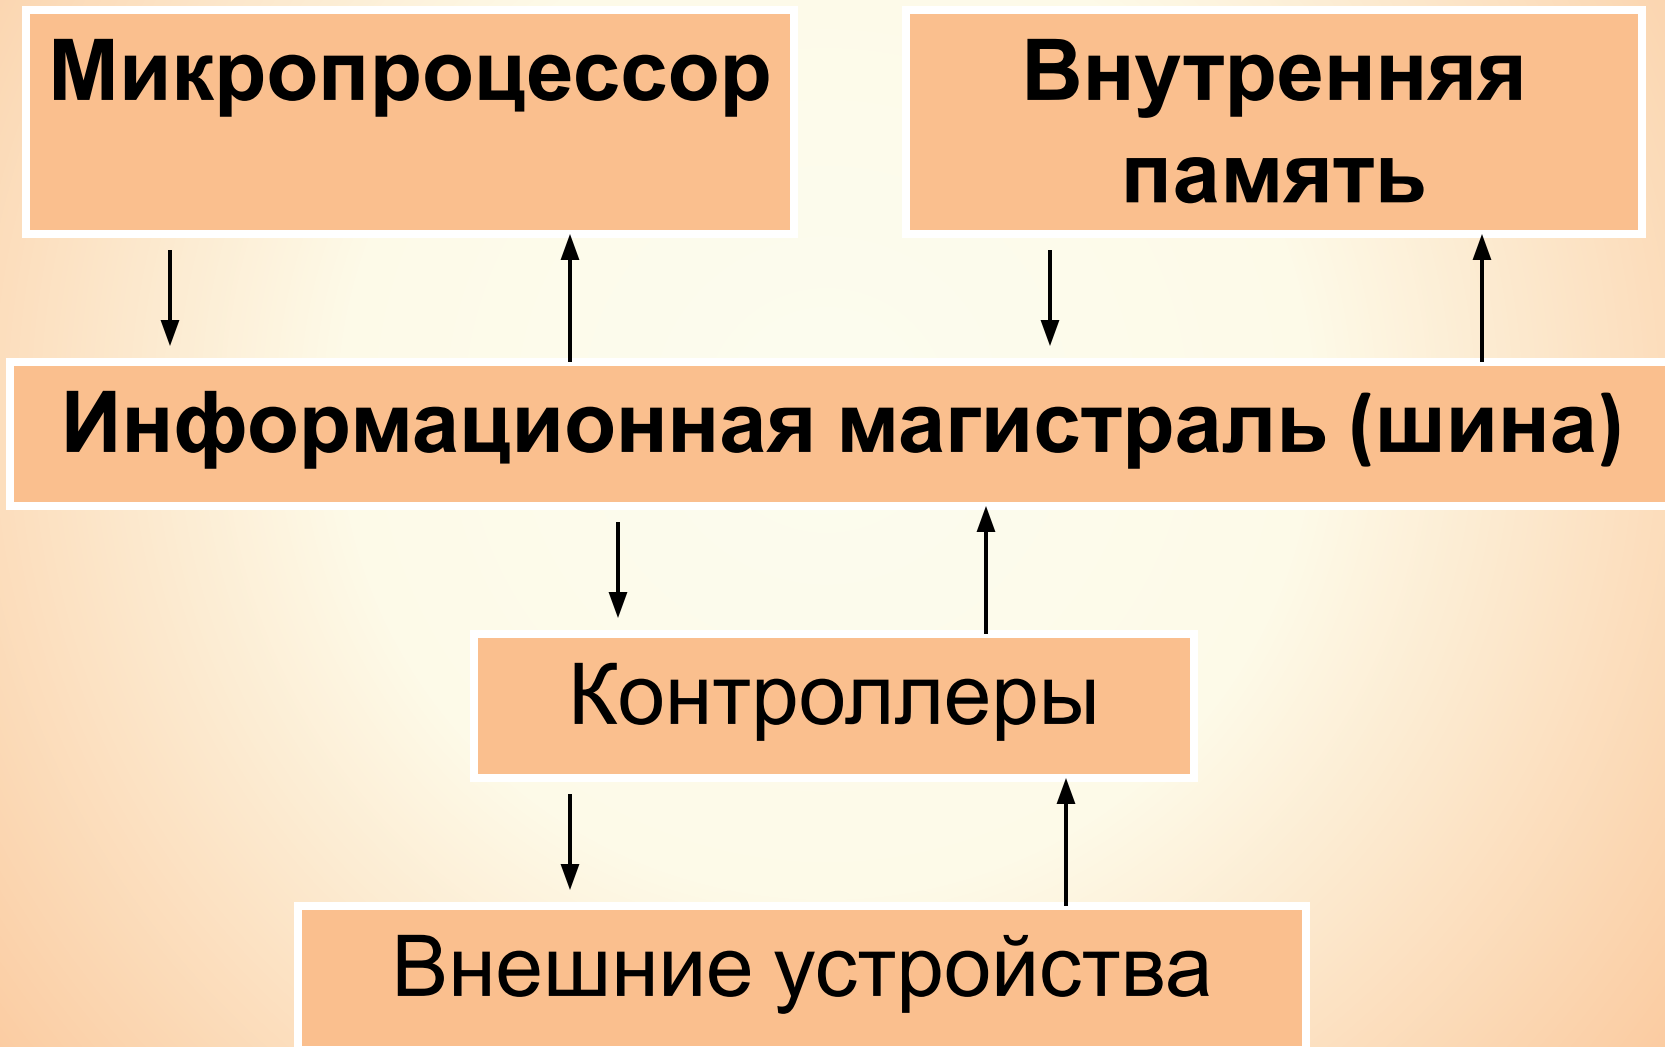 Микропроцессор
Внутренняя
память
Информационная магистраль (шина)
Контроллеры
Внешние устройства